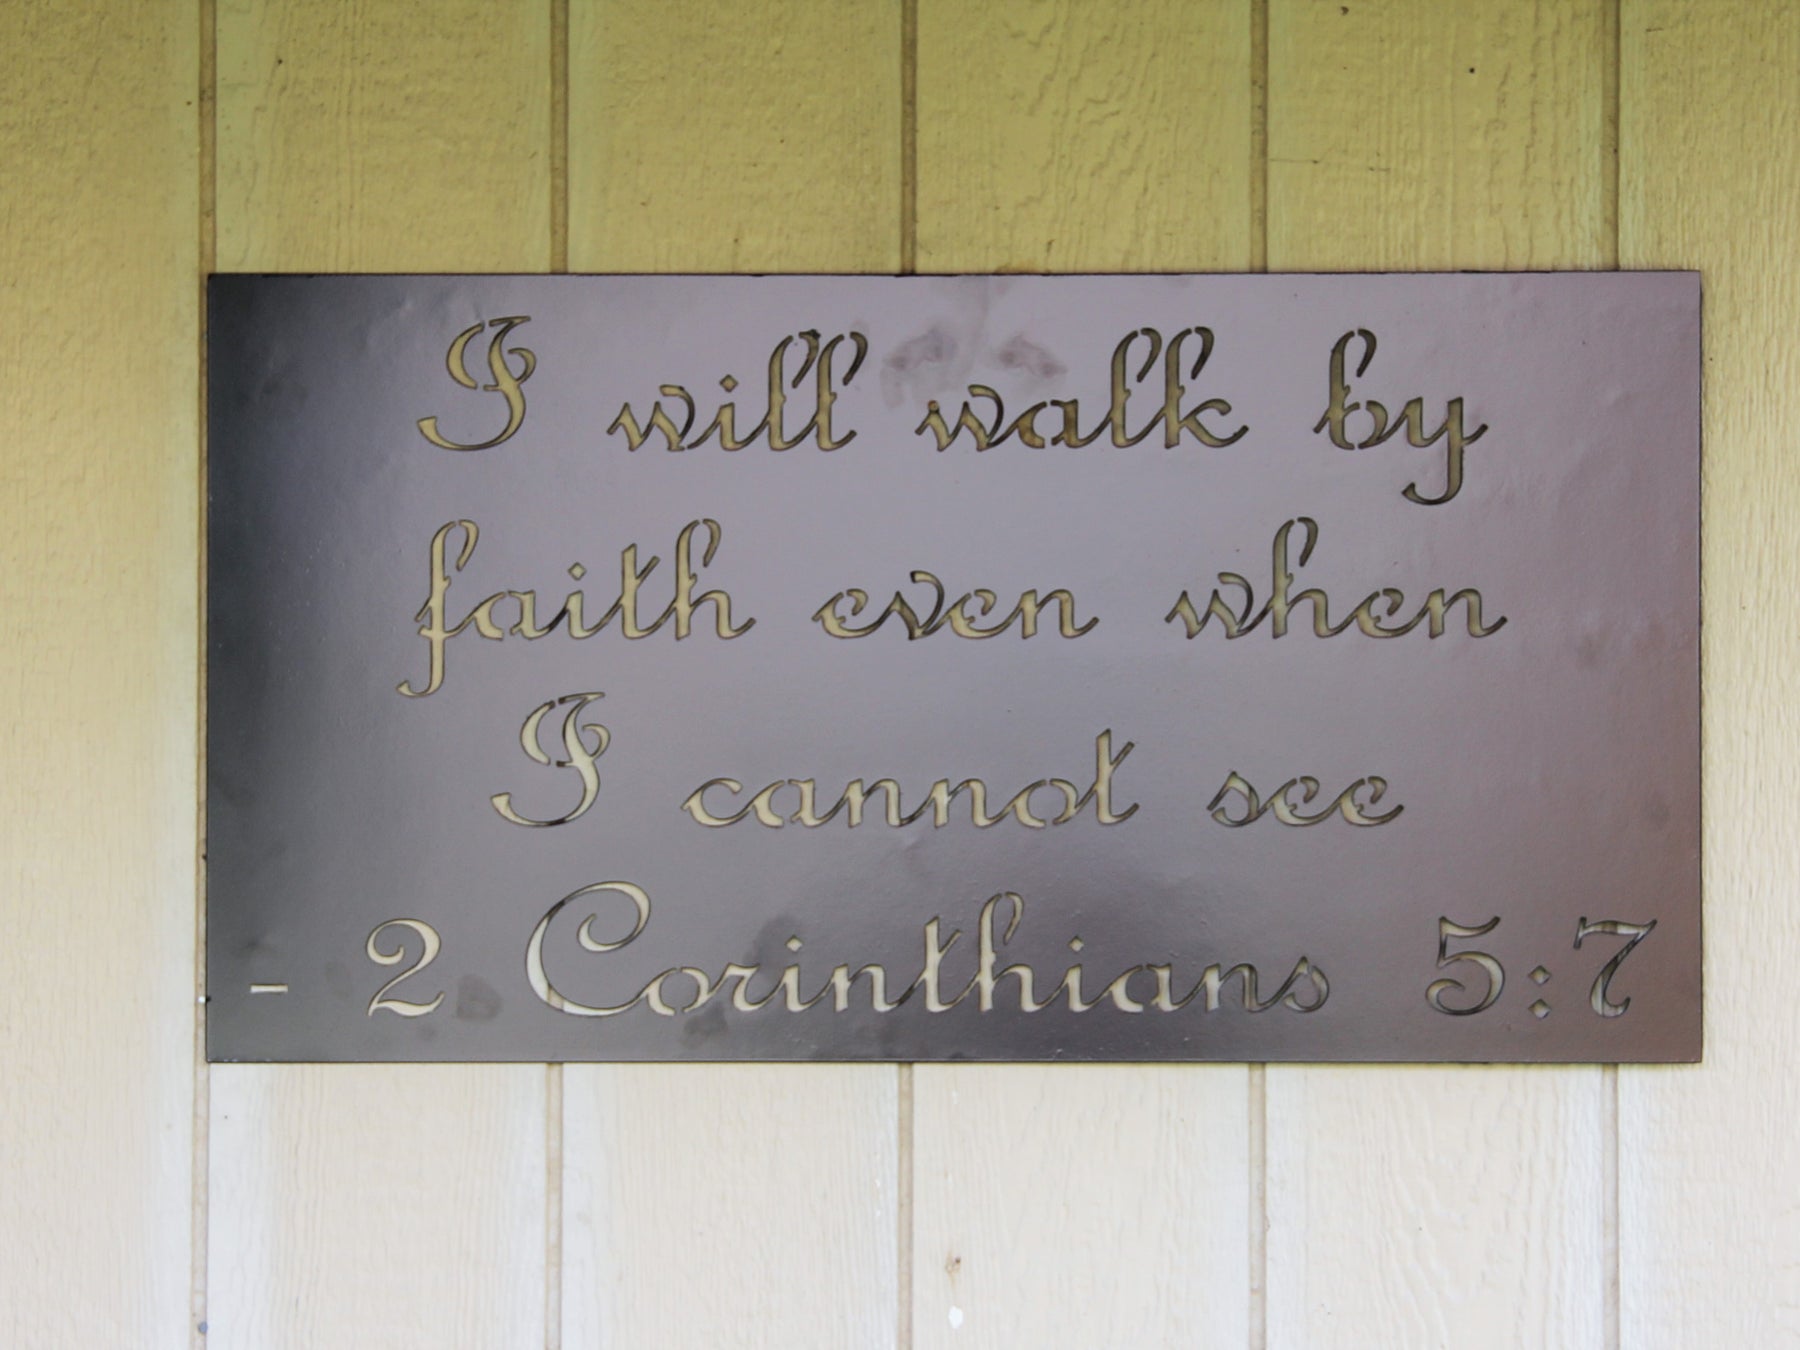 I will walk by
faith even when
I cannot see
- 2 Corinthians 5:7